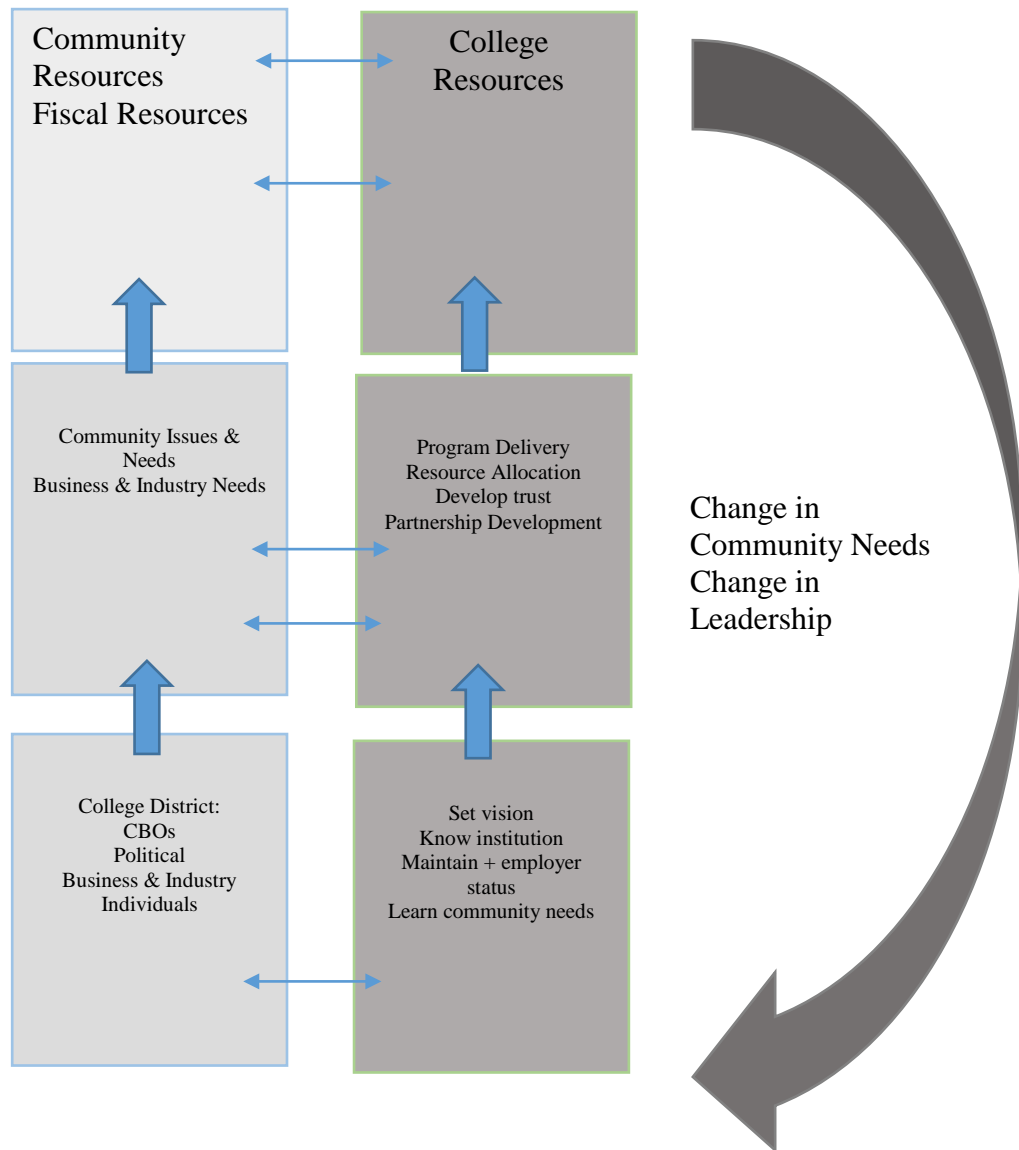 Community
Resources
Fiscal Resources
College
Resources
Community Issues &
Needs
Business & Industry Needs
Program Delivery
Resource Allocation
Develop trust
Partnership Development
Change in
Community Needs
Change in
Leadership
College District:
CBOs
Political
Business & Industry
Individuals
Set vision
Know institution
Maintain + employer
status
Learn community needs